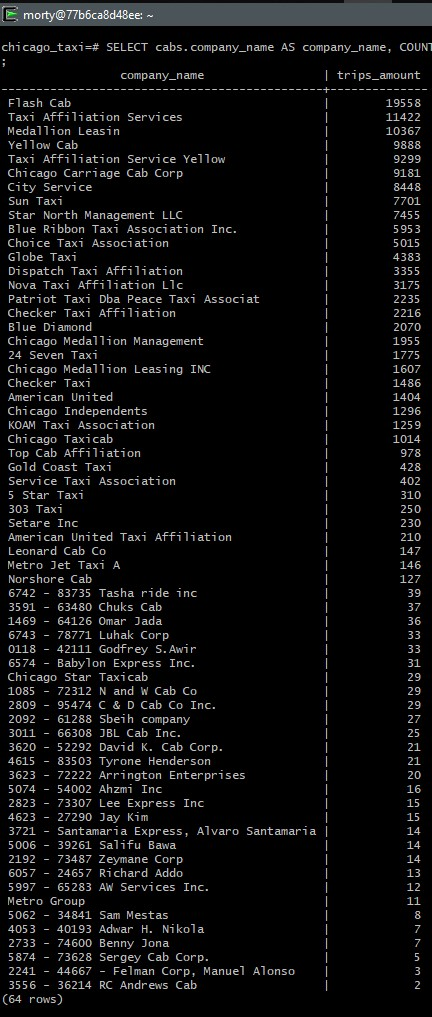 morty@77b6ca8d48ee: ~
chicago_taxi=# SELECT cabs.company_name AS company_name, COUNT
;
company_name | trips_amount
-----------------------------------------+--------------
Flash Cab | 19558
Taxi Affiliation Services | 11422
Medallion Leasin | 10367
Yellow Cab | 9888
Taxi Affiliation Service Yellow | 9299
Chicago Carriage Cab Corp | 9181
City Service | 8448
Sun Taxi | 7701
Star North Management LLC | 7455
Blue Ribbon Taxi Association Inc. | 5953
Choice Taxi Association | 5015
Globe Taxi | 4383
Dispatch Taxi Affiliation | 3355
Nova Taxi Affiliation Llc | 3175
Patriot Taxi Dba Peace Taxi Associat | 2235
Checker Taxi Affiliation | 2216
Blue Diamond | 2070
Chicago Medallion Management | 1955
24 Seven Taxi | 1775
Chicago Medallion Leasing INC | 1607
Checker Taxi | 1486
American United | 1404
Chicago Independents | 1296
KOAM Taxi Association | 1259
Chicago Taxicab | 1014
Top Cab Affiliation | 978
Gold Coast Taxi | 428
Service Taxi Association | 402
5 Star Taxi | 310
303 Taxi | 250
Setare Inc | 230
American United Taxi Affiliation | 210
Leonard Cab Co | 147
Metro Jet Taxi A | 146
Norshore Cab | 127
6742 - 83735 Tasha ride inc | 39
3591 - 63480 Chuks Cab | 37
1469 - 64126 Omar Jada | 36
6743 - 78771 Luhak Corp | 33
0118 - 42111 Godfrey S.Awir | 33
6574 - Babylon Express Inc. | 31
Chicago Star Taxicab | 29
1085 - 72312 N and W Cab Co | 29
2809 - 95474 C & D Cab Co Inc. | 29
2092 - 61288 Sbeih company | 27
3011 - 66308 JBL Cab Inc. | 25
3620 - 52292 David K. Cab Corp. | 21
4615 - 83503 Tyrone Henderson | 21
3623 - 72222 Arrington Enterprises | 20
5074 - 54002 Ahzmi Inc | 16
2823 - 73307 Lee Express Inc | 15
4623 - 27290 Jay Kim | 15
3721 - Santamaria Express, Alvaro Santamaria | 14
5006 - 39261 Salifu Bawa | 14
2192 - 73487 Zeymane Corp | 14
6057 - 24657 Richard Addo | 13
5997 - 65283 AW Services Inc. | 12
Metro Group | 11
5062 - 34841 Sam Mestas | 8
4053 - 40193 Adwar H. Nikola | 7
2733 - 74600 Benny Jona | 7
5874 - 73628 Sergey Cab Corp. | 5
2241 - 44667 - Felman Corp, Manuel Alonso | 3
3556 - 36214 RC Andrews Cab | 2
(64 rows)